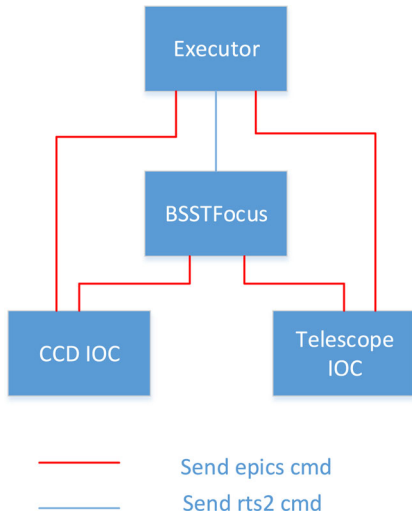 Executor
BSSTFocus
CCD IOC
Telescope
IOC
Send epics cmd
Send rts2 cmd